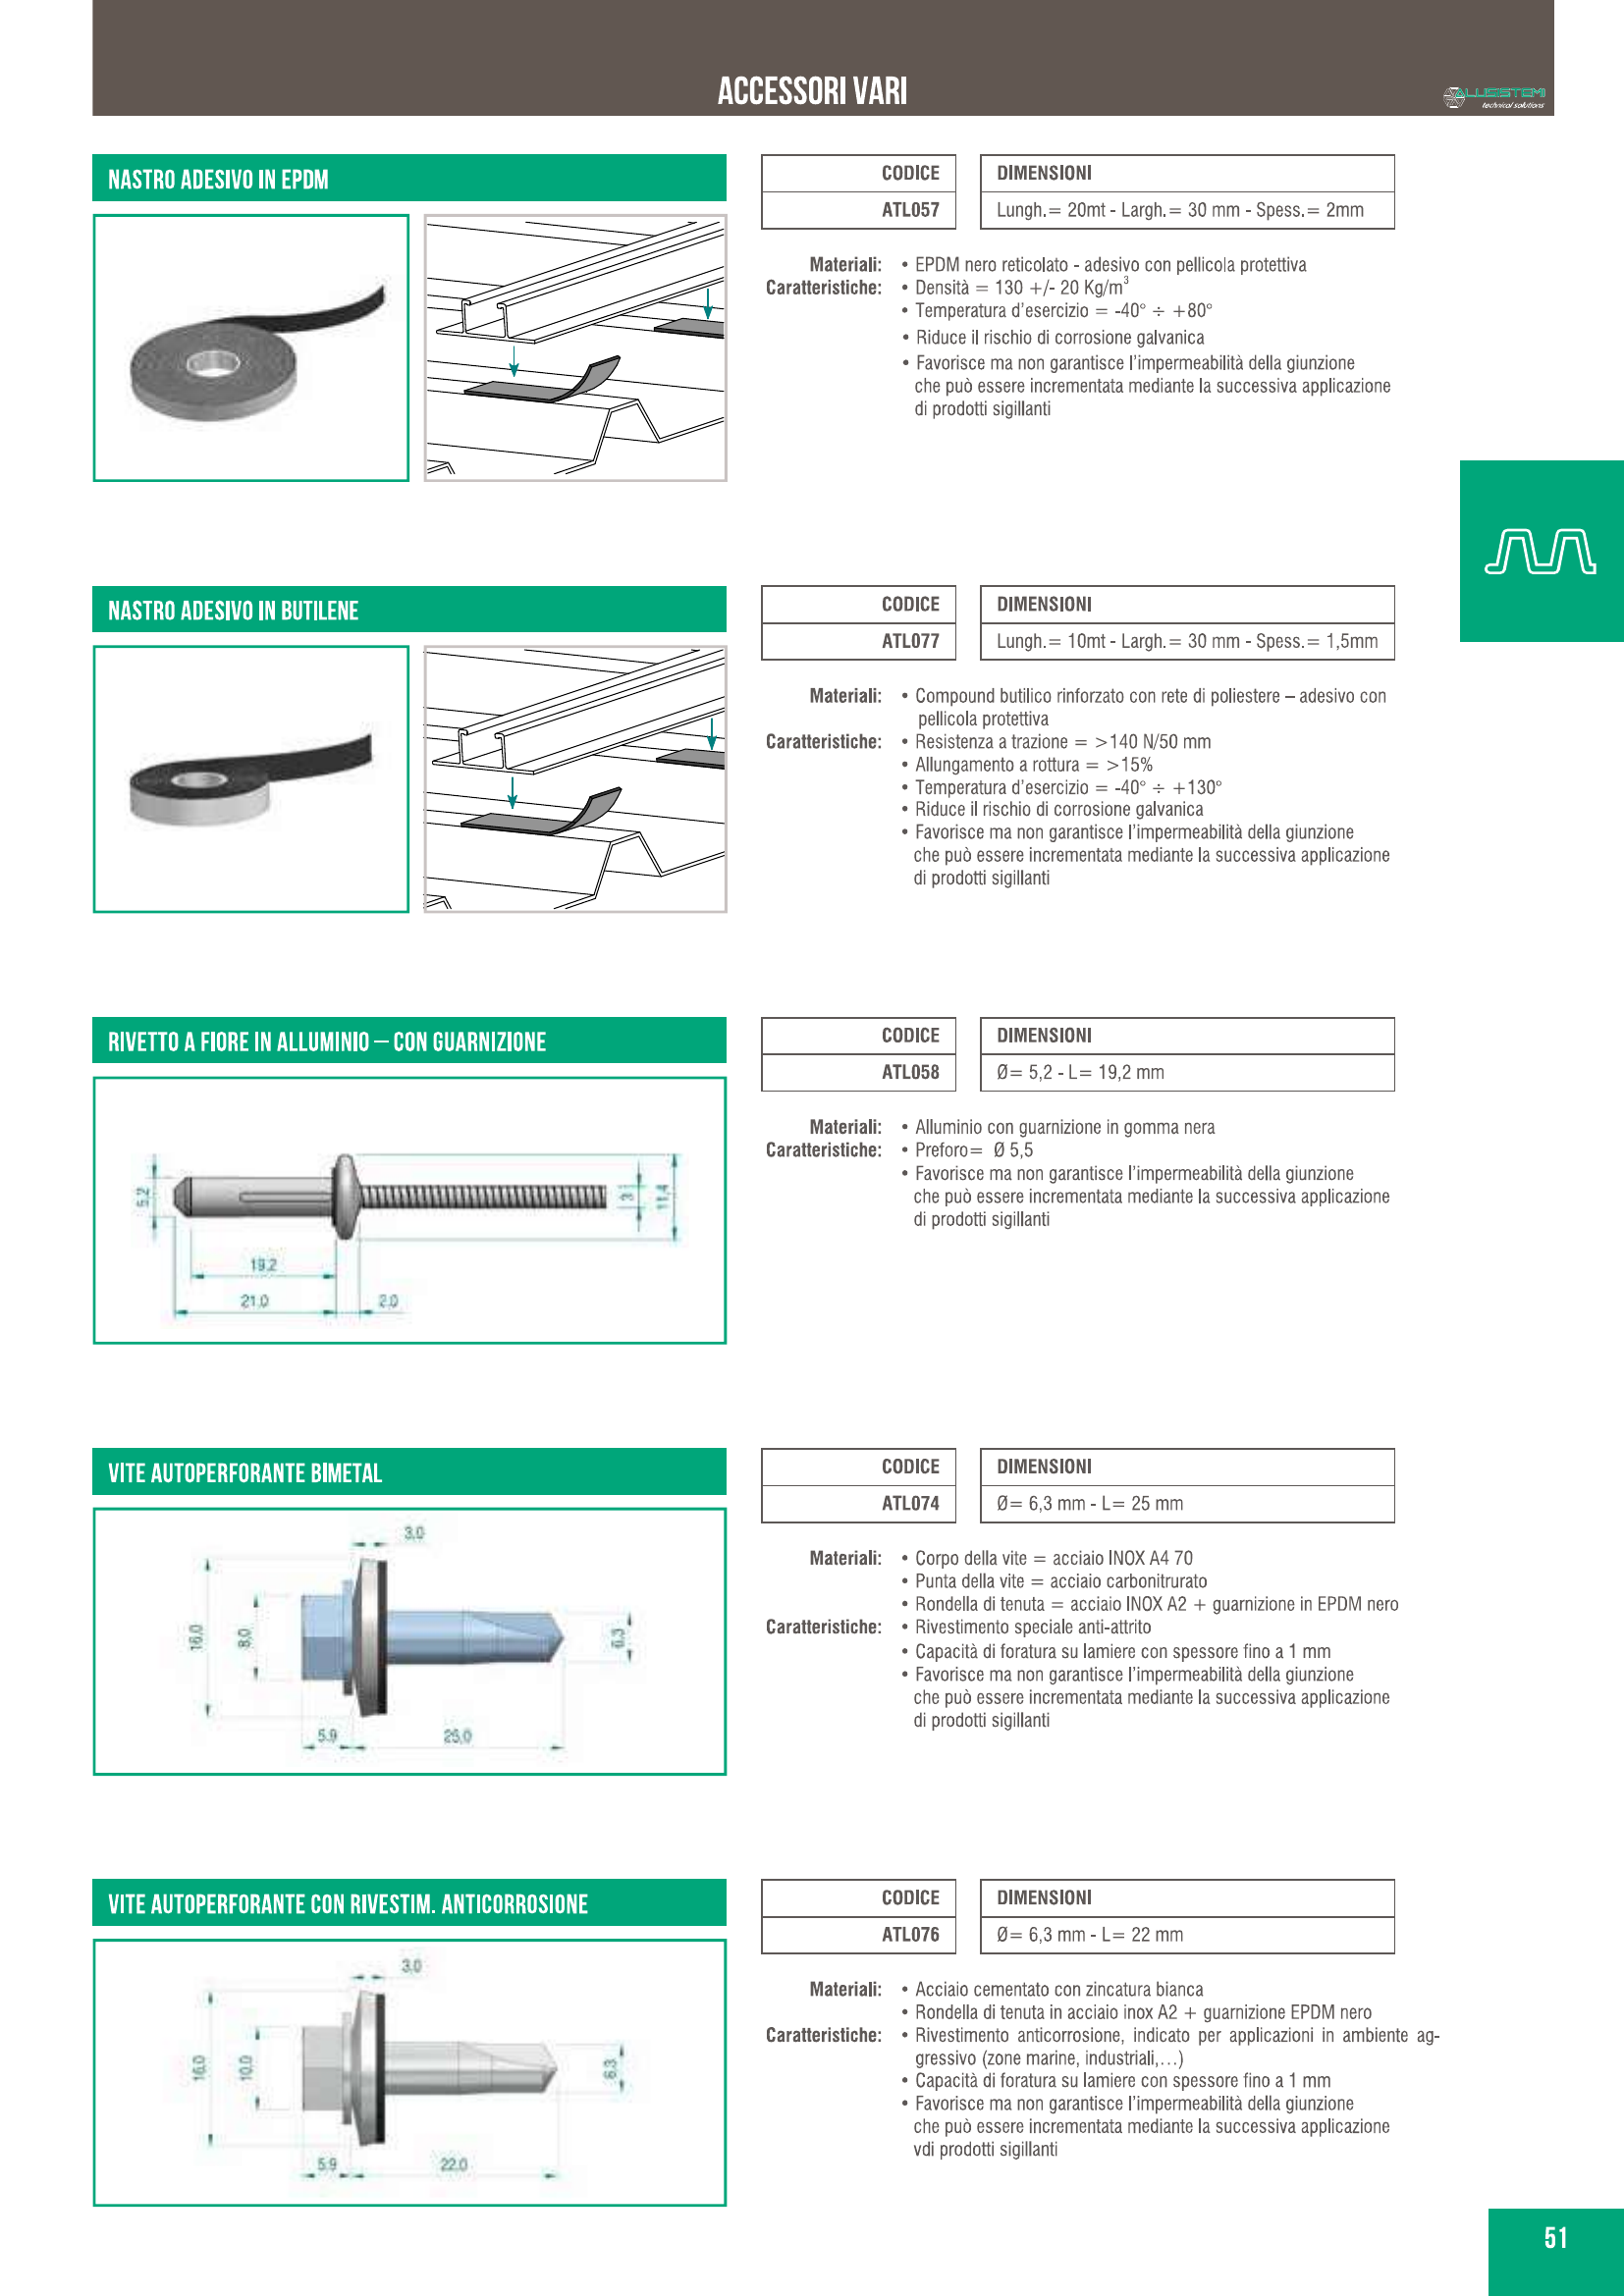 ACCESSORI VARI
ALLUSISTEMI
technical solutions
NASTRO ADESIVO IN EPDM
CODICE
DIMENSIONI
ATL057
Lungh.= 20mt - Largh.= 30 mm - Spess.= 2mm
Materiali: • EPDM nero reticolato - adesivo con pellicola protettiva
Caratteristiche: • Densità = 130 +/- 20 Kg/m³
• Temperatura d'esercizio = -40° ÷ +80°
• Riduce il rischio di corrosione galvanica
• Favorisce ma non garantisce l'impermeabilità della giunzione
che può essere incrementata mediante la successiva applicazione
di prodotti sigillanti
NASTRO ADESIVO IN BUTILENE
CODICE
DIMENSIONI
ATL077
Lungh.= 10mt - Largh.= 30 mm - Spess.= 1,5mm
Materiali: • Compound butilico rinforzato con rete di poliestere – adesivo con
pellicola protettiva
Caratteristiche: • Resistenza a trazione = >140 N/50 mm
• Allungamento a rottura = >15%
• Temperatura d'esercizio = -40° ÷ +130°
• Riduce il rischio di corrosione galvanica
• Favorisce ma non garantisce l'impermeabilità della giunzione
che può essere incrementata mediante la successiva applicazione
di prodotti sigillanti
RIVETTO A FIORE IN ALLUMINIO – CON GUARNIZIONE
5,2
3
11,4
19,2
21,0
2,0
CODICE
DIMENSIONI
ATL058
Ø= 5,2 - L= 19,2 mm
Materiali: • Alluminio con guarnizione in gomma nera
Caratteristiche: • Preforo= Ø 5,5
• Favorisce ma non garantisce l'impermeabilità della giunzione
che può essere incrementata mediante la successiva applicazione
di prodotti sigillanti
VITE AUTOPERFORANTE BIMETAL
3,0
16,0
8,0
6,3
5,9
25,0
CODICE
DIMENSIONI
ATL074
Ø= 6,3 mm - L= 25 mm
Materiali: • Corpo della vite = acciaio INOX A4 70
• Punta della vite = acciaio carbonitrurato
• Rondella di tenuta = acciaio INOX A2 + guarnizione in EPDM nero
Caratteristiche: • Rivestimento speciale anti-attrito
• Capacità di foratura su lamiere con spessore fino a 1 mm
• Favorisce ma non garantisce l'impermeabilità della giunzione
che può essere incrementata mediante la successiva applicazione
di prodotti sigillanti
VITE AUTOPERFORANTE CON RIVESTIM. ANTICORROSIONE
3,0
16,0
10,0
6,3
5,9
22,0
CODICE
DIMENSIONI
ATL076
Ø= 6,3 mm - L= 22 mm
Materiali: • Acciaio cementato con zincatura bianca
• Rondella di tenuta in acciaio inox A2 + guarnizione EPDM nero
Caratteristiche: • Rivestimento anticorrosione, indicato per applicazioni in ambiente ag-
gressivo (zone marine, industriali,...)
• Capacità di foratura su lamiere con spessore fino a 1 mm
• Favorisce ma non garantisce l'impermeabilità della giunzione
che può essere incrementata mediante la successiva applicazione
vdi prodotti sigillanti
51